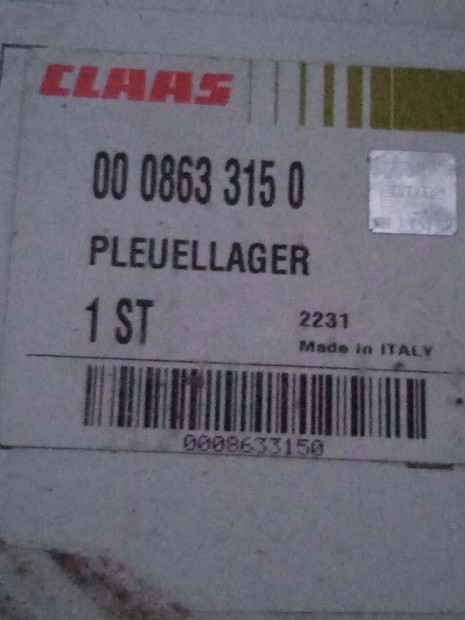 CLAAS
00 0863 315 0
PLEUELLAGER
1 ST
2231
Made in ITALY
0008633150